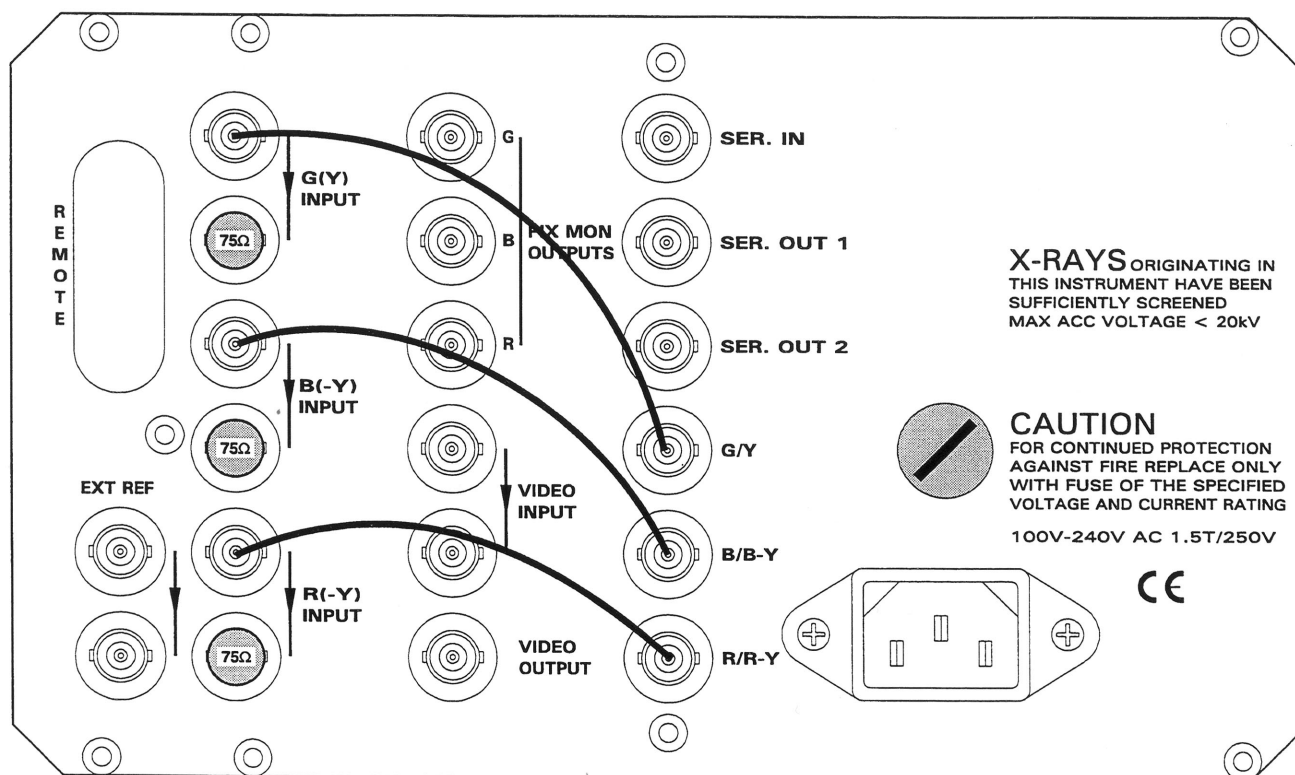 REMOTE
G(Y)
INPUT
75Ω
B(-Y)
INPUT
75Ω
EXT REF
R(-Y)
INPUT
75Ω
G
B
R
PIX MON
OUTPUTS
VIDEO
INPUT
VIDEO
OUTPUT
SER. IN
SER. OUT 1
SER. OUT 2
G/Y
B/B-Y
R/R-Y
X-RAYS ORIGINATING IN
THIS INSTRUMENT HAVE BEEN
SUFFICIENTLY SCREENED
MAX ACC VOLTAGE < 20kV
CAUTION
FOR CONTINUED PROTECTION
AGAINST FIRE REPLACE ONLY
WITH FUSE OF THE SPECIFIED
VOLTAGE AND CURRENT RATING
100V-240V AC 1.5T/250V
CE